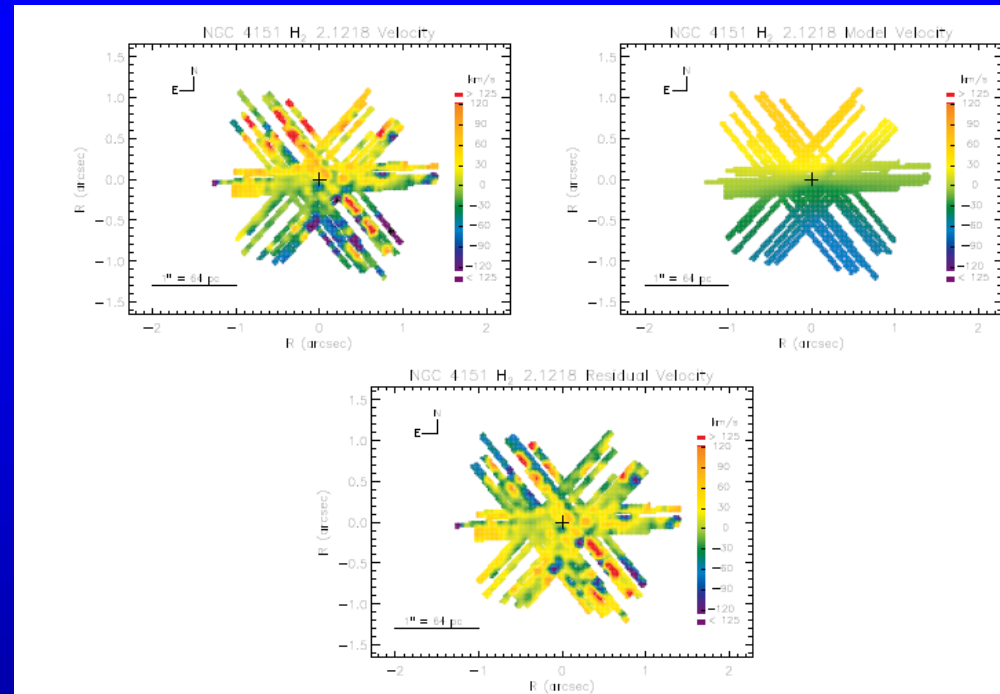 NGC 4151 H₂ 2.1218 Velocity
1.5
1.0
0.5
0.0
−0.5
−1.0
−1.5
R (arcsec)
N
E
km/s
> 125
120
90
60
30
0
−30
−60
−90
−120
< 125
1" = 64 pc
−2 −1 0 1 2
R (arcsec)
NGC 4151 H₂ 2.1218 Model Velocity
1.5
1.0
0.5
0.0
−0.5
−1.0
−1.5
R (arcsec)
N
E
km/s
> 125
120
90
60
30
0
−30
−60
−90
−120
< 125
1" = 64 pc
−2 −1 0 1 2
R (arcsec)
NGC 4151 H₂ 2.1218 Residual Velocity
1.5
1.0
0.5
0.0
−0.5
−1.0
−1.5
R (arcsec)
N
E
km/s
> 125
120
90
60
30
0
−30
−60
−90
−120
< 125
1" = 64 pc
−2 −1 0 1 2
R (arcsec)